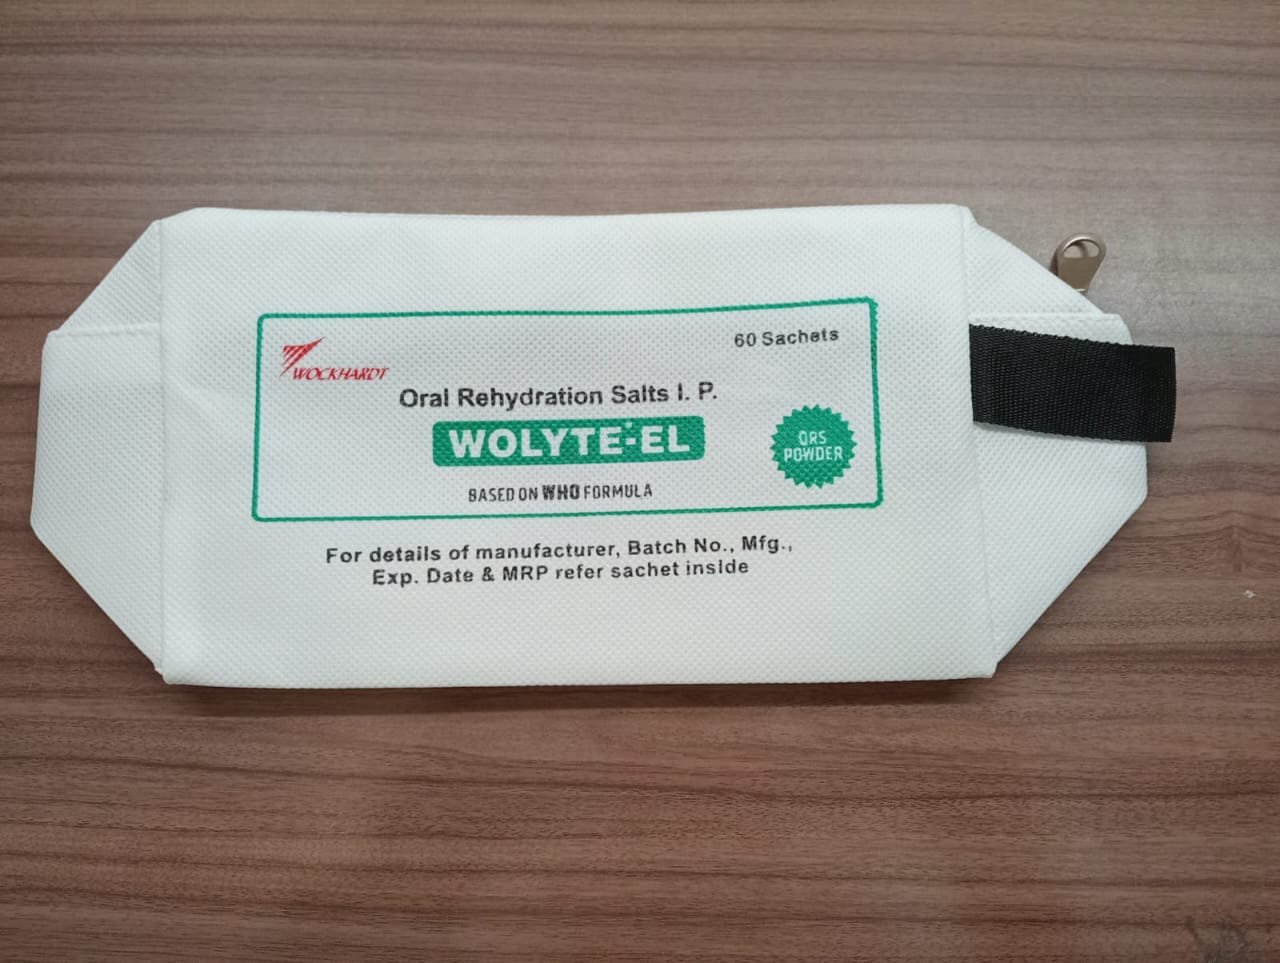 60 Sachets
WOCKHARDT
Oral Rehydration Salts I. P.
WOLYTE®-EL
ORS
POWDER
BASED ON WHO FORMULA
For details of manufacturer, Batch No., Mfg.,
Exp. Date & MRP refer sachet inside